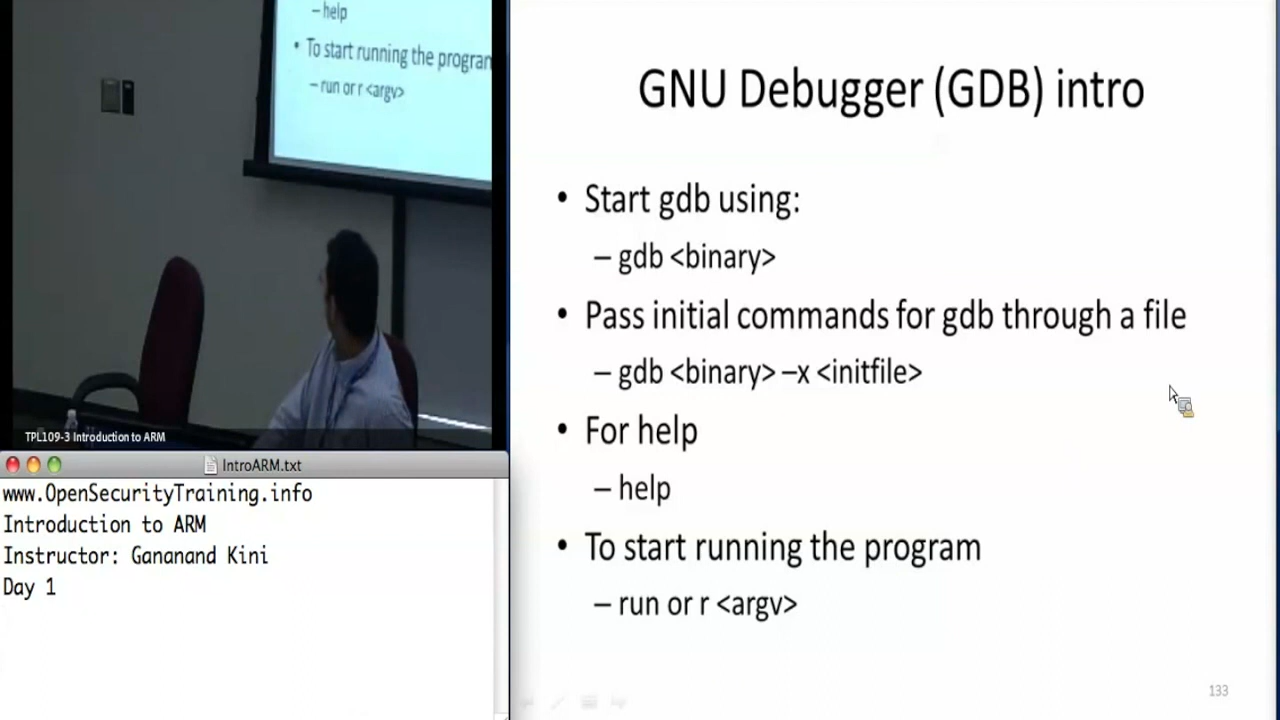 – help
• To start running the program
– run or r <argv>
TPL109-3 Introduction to ARM
IntroARM.txt
www.OpenSecurityTraining.info
Introduction to ARM
Instructor: Gananand Kini
Day 1
GNU Debugger (GDB) intro
• Start gdb using:
– gdb <binary>
• Pass initial commands for gdb through a file
– gdb <binary> –x <initfile>
• For help
– help
• To start running the program
– run or r <argv>
133